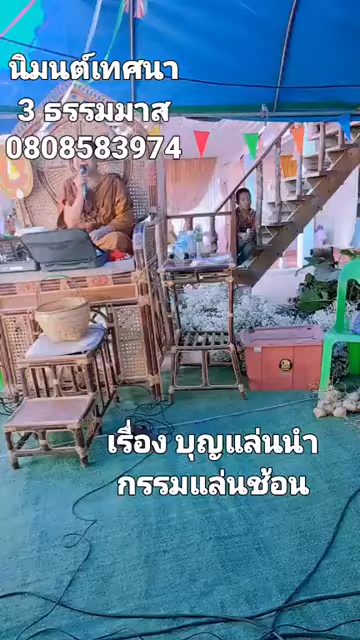 นิมนต์เทศนา
3 ธรรมมาส
0808583974
เรื่อง บุญแล่นนำ
กรรมแล่นซ้อน